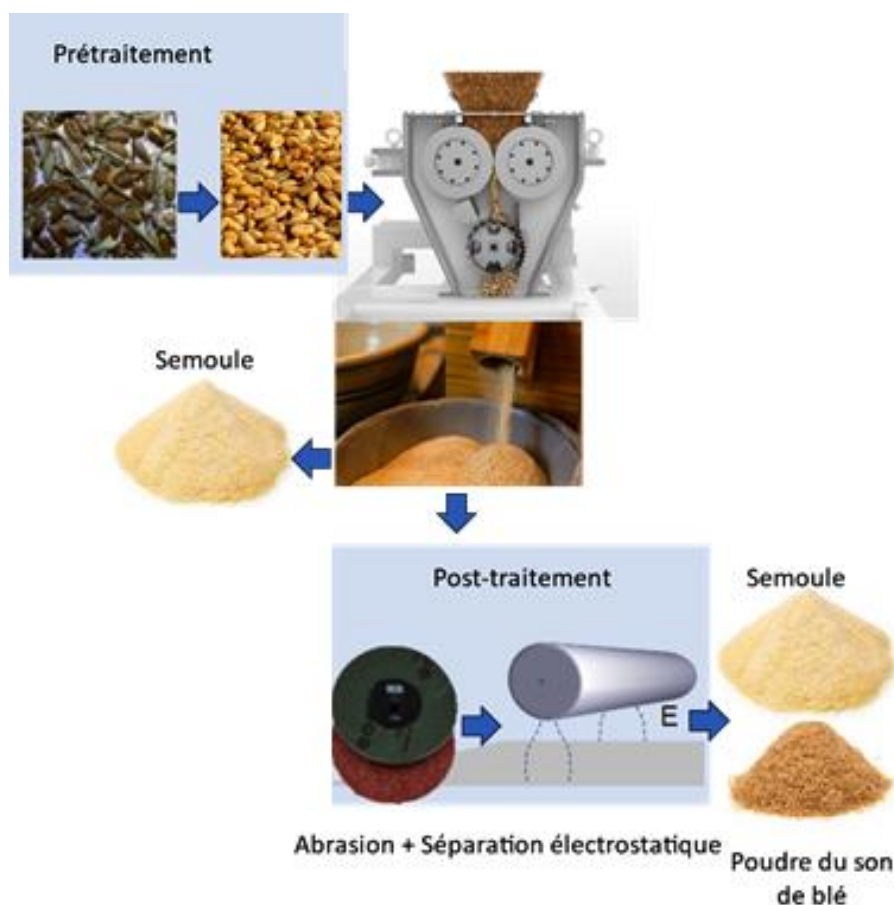 Prétraitement
Semoule
Post-traitement
Semoule
E
Abrasion + Séparation électrostatique
Poudre du son
de blé